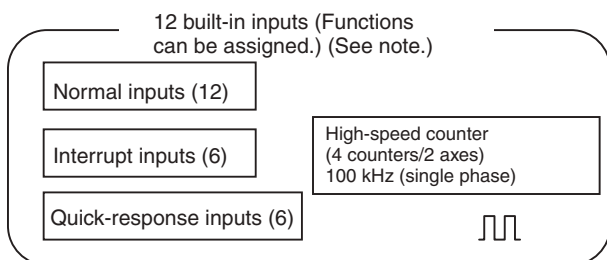 12 built-in inputs (Functions
can be assigned.) (See note.)
Normal inputs (12)
Interrupt inputs (6)
Quick-response inputs (6)
High-speed counter
(4 counters/2 axes)
100 kHz (single phase)